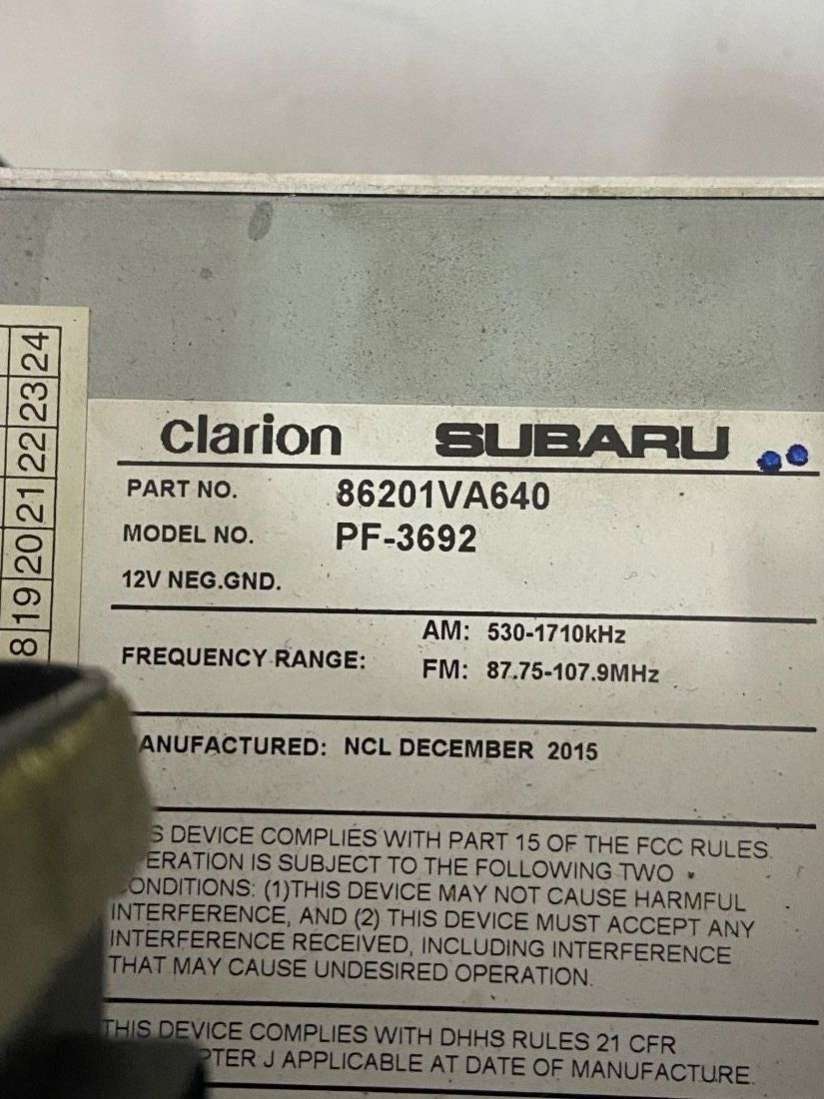 8 19 20 21 22 23 24
Clarion SUBARU
PART NO. 86201VA640
MODEL NO. PF-3692
12V NEG.GND.
FREQUENCY RANGE: AM: 530-1710kHz
FM: 87.75-107.9MHz
ANUFACTURED: NCL DECEMBER 2015
S DEVICE COMPLIES WITH PART 15 OF THE FCC RULES.
ERATION IS SUBJECT TO THE FOLLOWING TWO
ONDITIONS: (1)THIS DEVICE MAY NOT CAUSE HARMFUL
INTERFERENCE, AND (2) THIS DEVICE MUST ACCEPT ANY
INTERFERENCE RECEIVED, INCLUDING INTERFERENCE
THAT MAY CAUSE UNDESIRED OPERATION.
THIS DEVICE COMPLIES WITH DHHS RULES 21 CFR
PTER J APPLICABLE AT DATE OF MANUFACTURE.